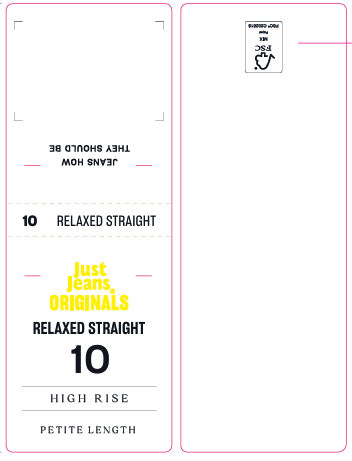 JEANS HOW
THEY SHOULD BE
10 RELAXED STRAIGHT
Just
Jeans
ORIGINALS
RELAXED STRAIGHT
10
HIGH RISE
PETITE LENGTH
FSC
MIX
Paper